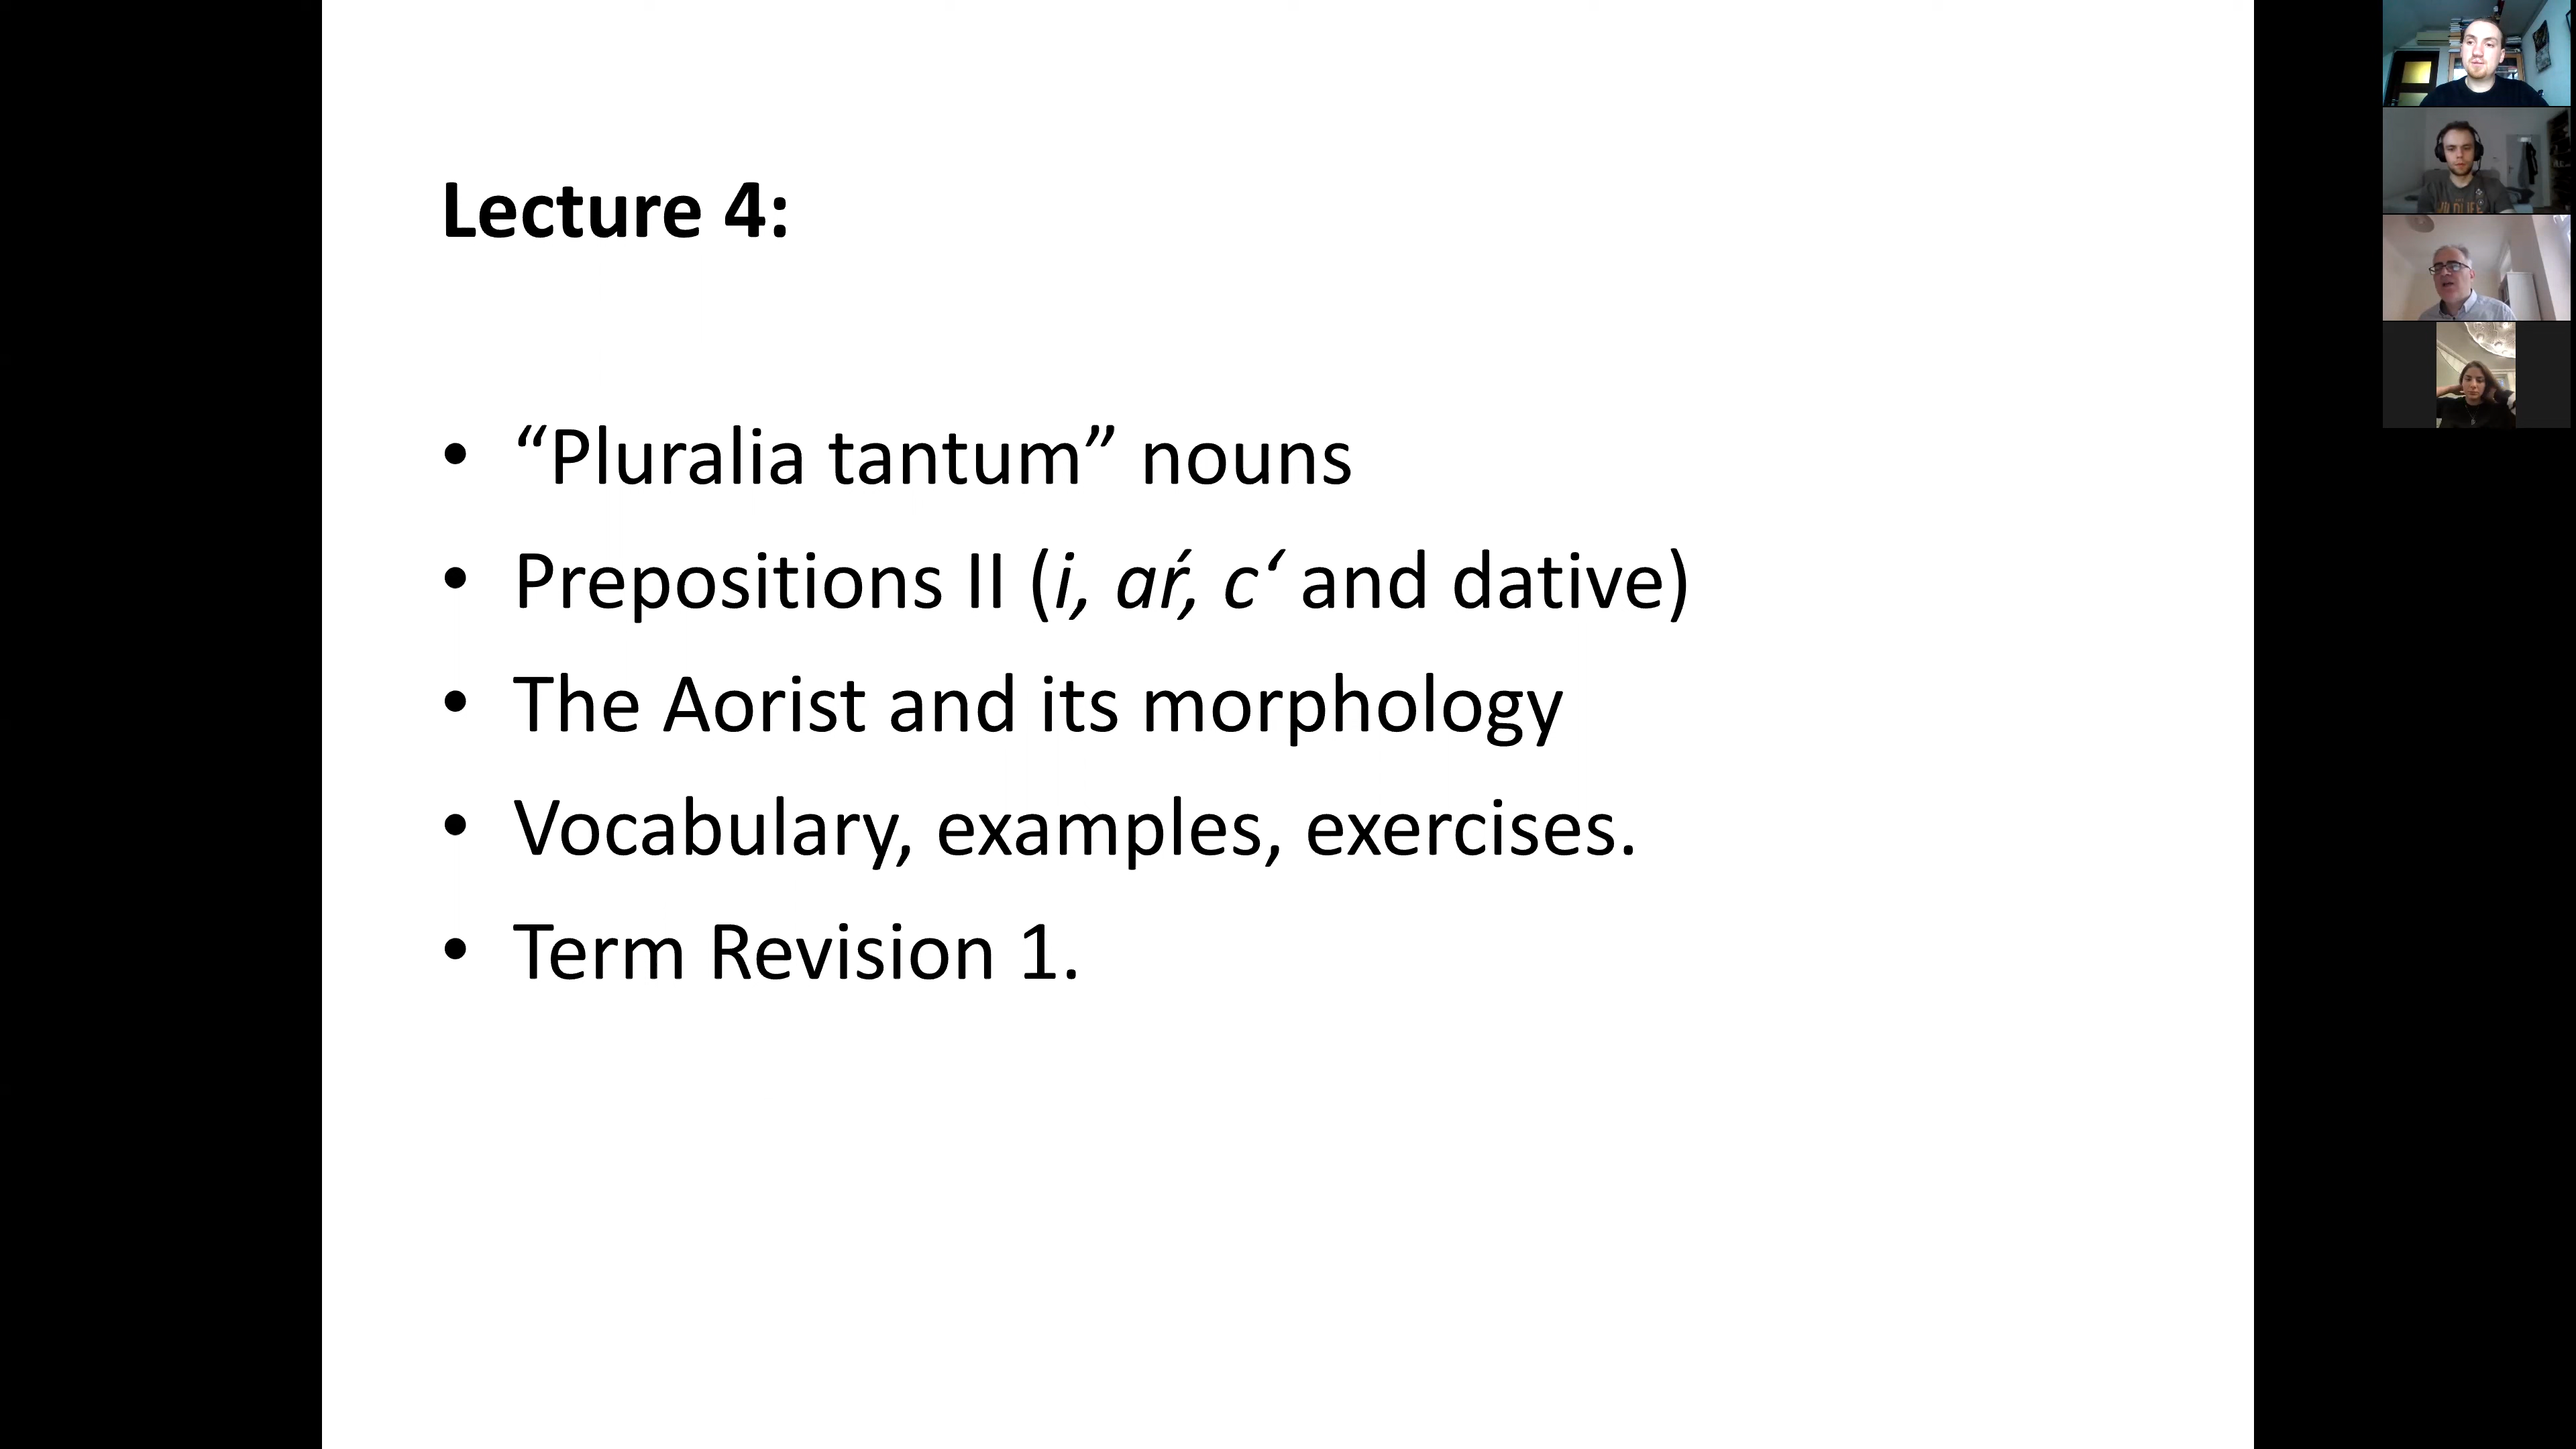 Lecture 4:
• “Pluralia tantum” nouns
• Prepositions II (i, aŕ, c‘ and dative)
• The Aorist and its morphology
• Vocabulary, examples, exercises.
• Term Revision 1.